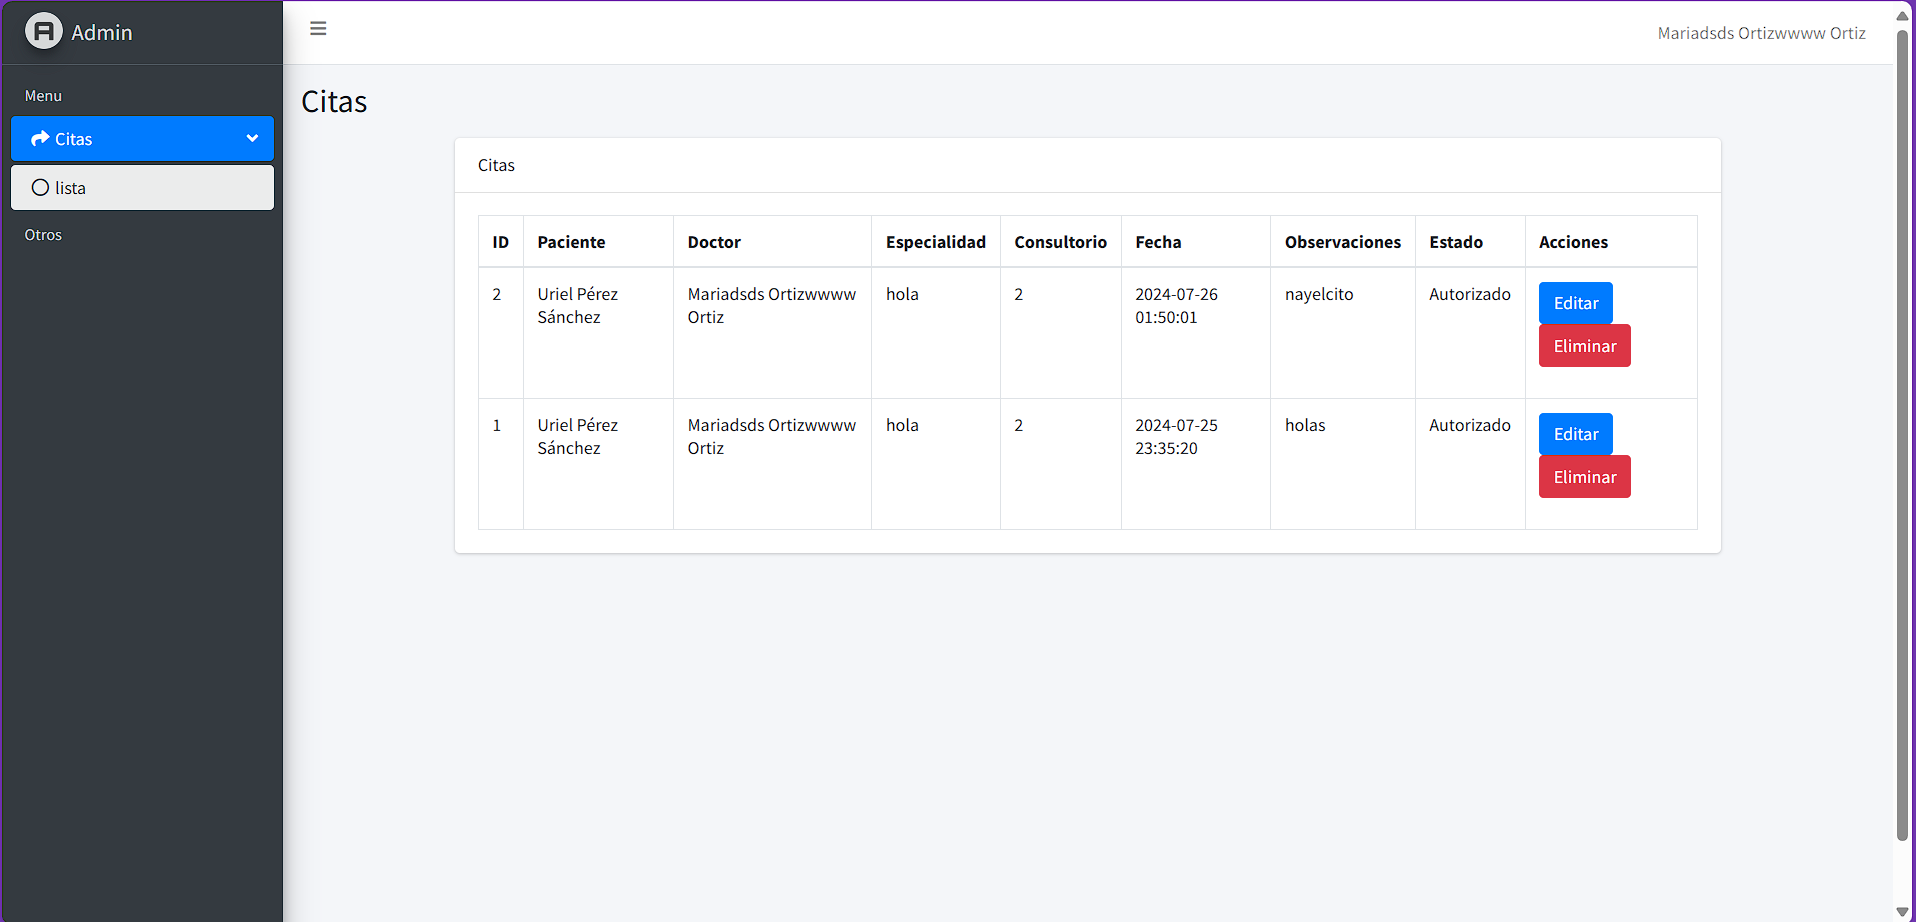 Admin
Mariadsds Ortizwwww Ortiz
Menu
Citas
lista
Otros
Citas
Citas
ID Paciente Doctor Especialidad Consultorio Fecha Observaciones Estado Acciones
2 Uriel Pérez Mariadsds Ortizwwww hola 2 2024-07-26 nayelcito Autorizado Editar
Sánchez Ortiz 01:50:01
Eliminar
1 Uriel Pérez Mariadsds Ortizwwww hola 2 2024-07-25 holas Autorizado Editar
Sánchez Ortiz 23:35:20
Eliminar